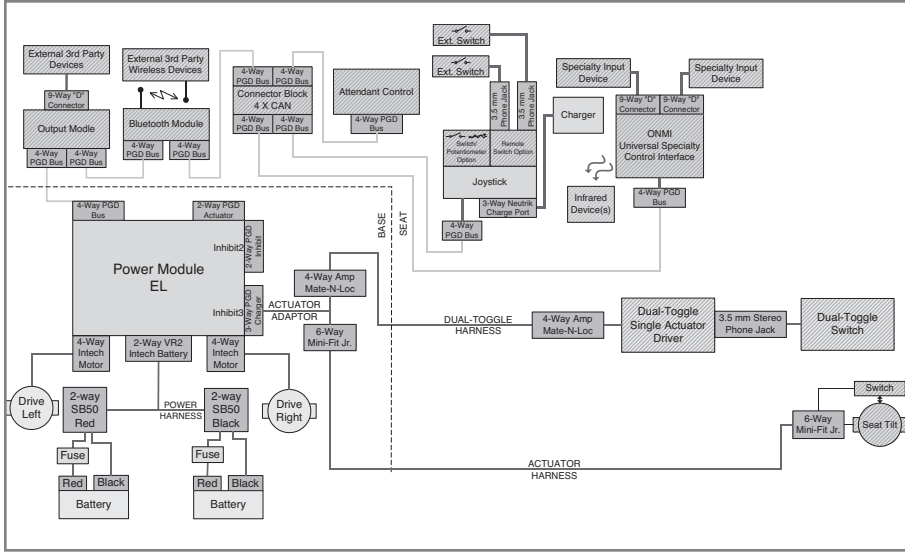 External 3rd Party
Devices
9-Way "D"
Connector
Output Modle
4-Way
PGD Bus
4-Way
PGD Bus
External 3rd Party
Wireless Devices
Bluetooth Module
4-Way
PGD Bus
4-Way
PGD Bus
4-Way
PGD Bus
4-Way
PGD Bus
Connector Block
4 X CAN
4-Way
PGD Bus
4-Way
PGD Bus
Attendant Control
4-Way PGD
Bus
Ext. Switch
Ext. Switch
3.5 mm
Phone Jack
3.5 mm
Phone Jack
Switch/
Potentiometer
Option
Remote
Switch Option
Joystick
3-Way Neutrik
Charge Port
4-Way
PGD Bus
Charger
Specialty Input
Device
Specialty Input
Device
9-Way "D"
Connector
9-Way "D"
Connector
ONMI
Universal Specialty
Control Interface
4-Way PGD
Bus
Infrared
Device(s)
BASE
SEAT
4-Way PGD
Bus
2-Way PGD
Actuator
Inhibit2
2-Way PGD
Inhibit
Power Module
EL
Inhibit3
3-Way PGD
Charger
4-Way
Intech
Motor
2-Way VR2
Intech Battery
4-Way
Intech
Motor
ACTUATOR
ADAPTOR
4-Way Amp
Mate-N-Loc
6-Way
Mini-Fit Jr.
DUAL-TOGGLE
HARNESS
4-Way Amp
Mate-N-Loc
Dual-Toggle
Single Actuator
Driver
3.5 mm Stereo
Phone Jack
Dual-Toggle
Switch
Drive
Left
2-way
SB50
Red
POWER
HARNESS
2-way
SB50
Black
Drive
Right
Fuse
Red
Black
Battery
Fuse
Red
Black
Battery
ACTUATOR
HARNESS
Switch
6-Way
Mini-Fit Jr.
Seat Tilt